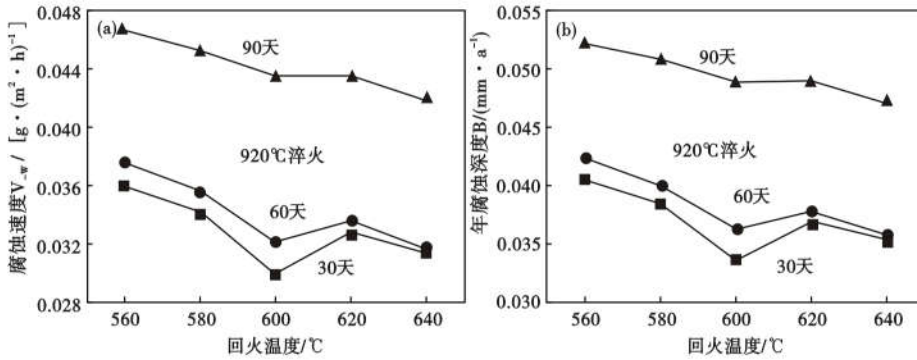 (a)
腐蚀速度V₋w / [g·(m²·h)⁻¹]
0.048
0.044
0.040
0.036
0.032
0.028
90天
920℃淬火
60天
30天
560 580 600 620 640
回火温度/℃
(b)
年腐蚀深度B/(mm·a⁻¹)
0.055
0.050
0.045
0.040
0.035
0.030
90天
920℃淬火
60天
30天
560 580 600 620 640
回火温度/℃